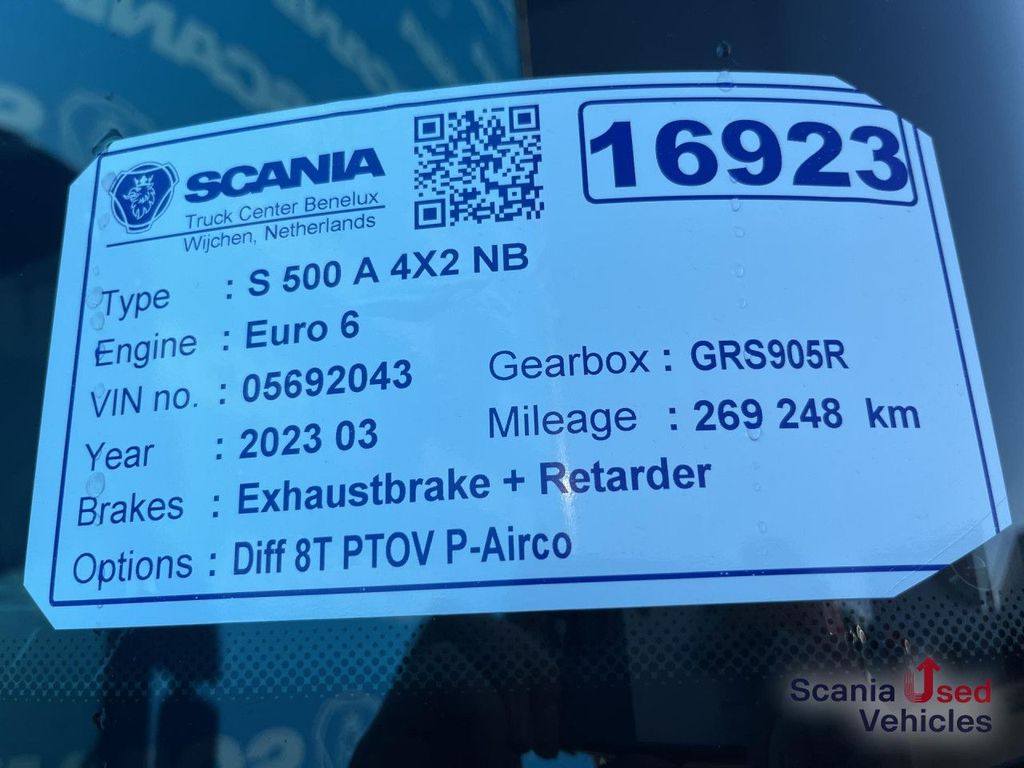 SCANIA
Truck Center Benelux
Wijchen, Netherlands
16923
Type : S 500 A 4X2 NB
Engine : Euro 6
VIN no. : 05692043 Gearbox : GRS905R
Year : 2023 03 Mileage : 269 248 km
Brakes : Exhaustbrake + Retarder
Options : Diff 8T PTOV P-Airco
Scania Used
Vehicles